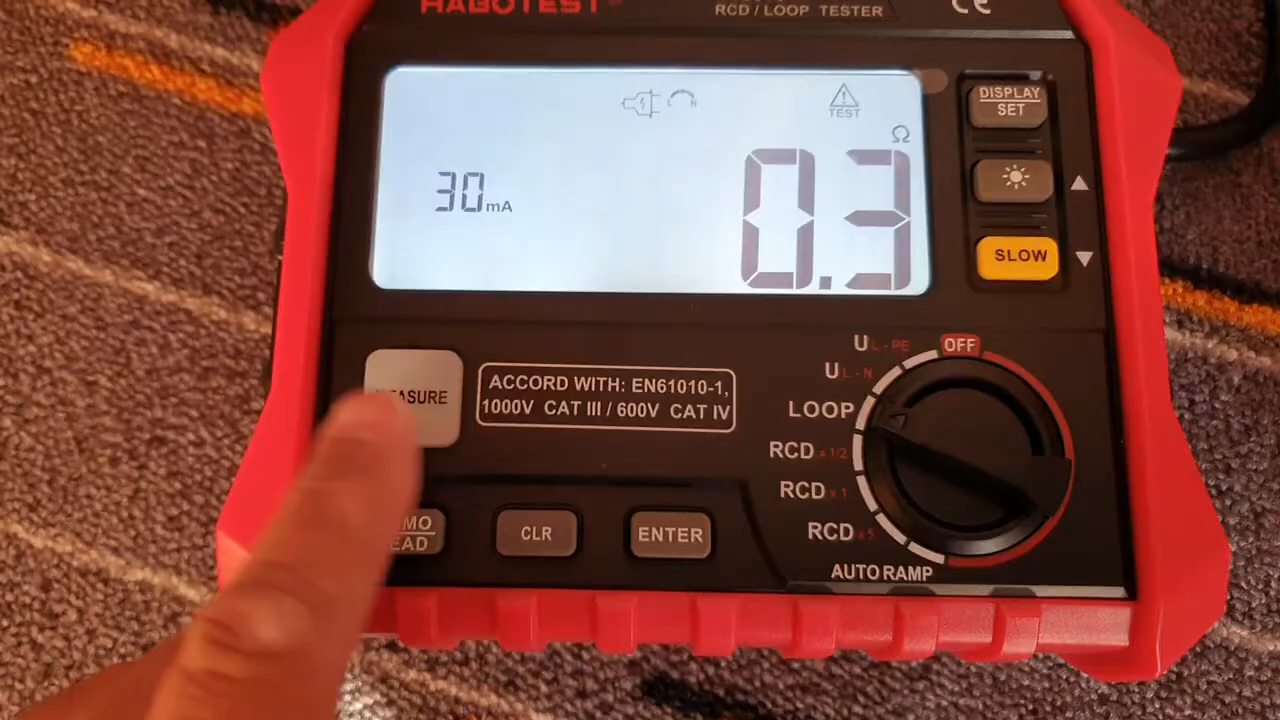 HABOTEST
RCD / LOOP TESTER
CE
DISPLAY
SET
L N
TEST
Ω
30mA
0.3
SLOW
OFF
U L-PE
U L-N
LOOP
RCD x 1/2
RCD x 1
RCD x 5
AUTO RAMP
MEASURE
ACCORD WITH: EN61010-1,
1000V CAT III / 600V CAT IV
CLR
ENTER